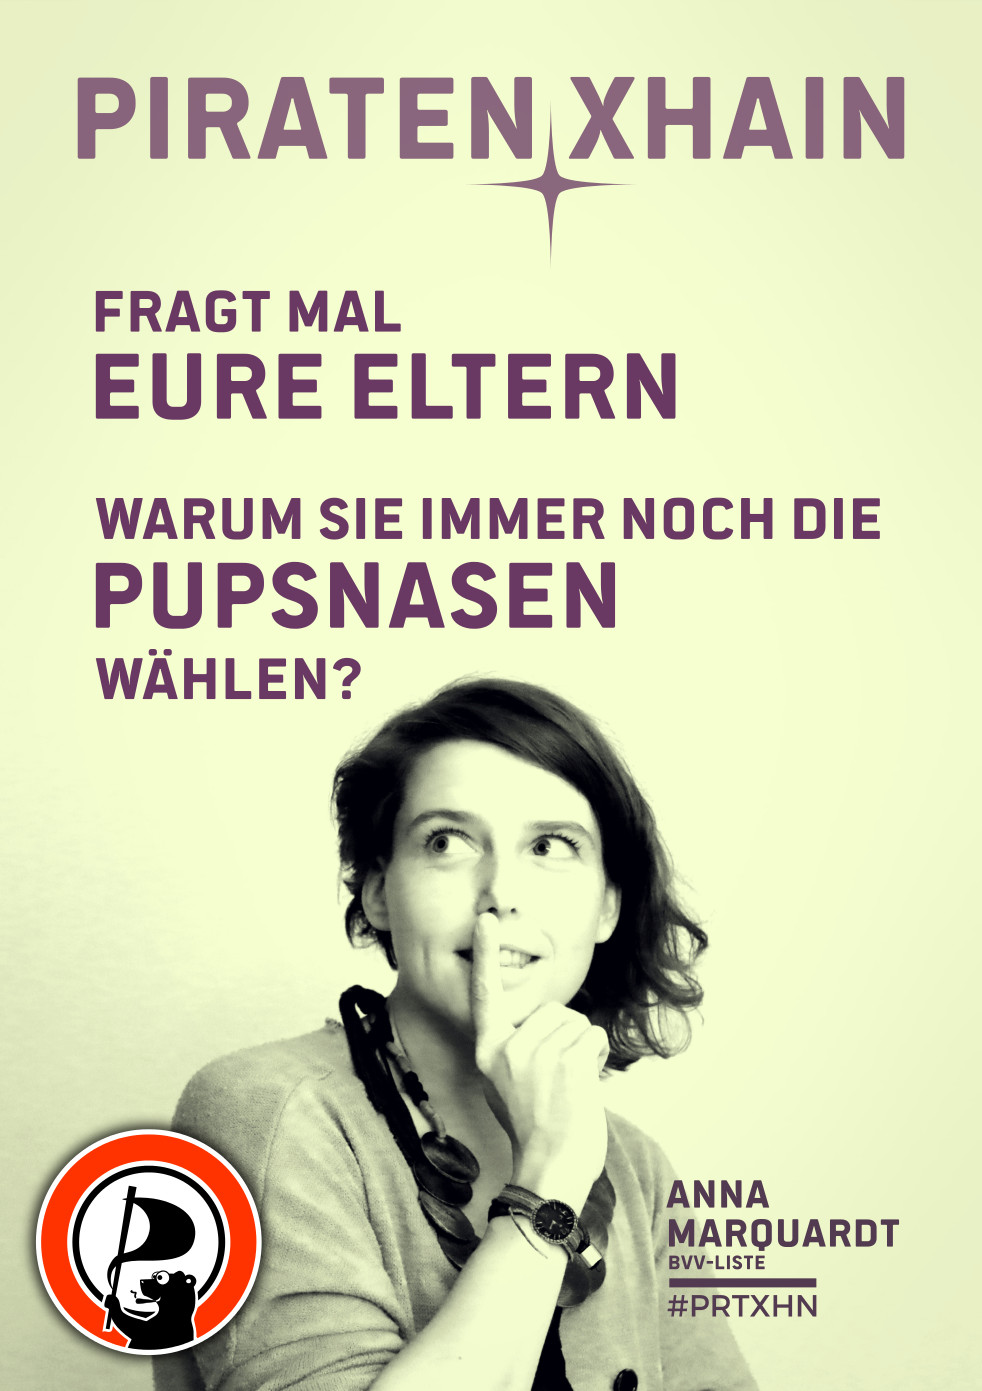 PIRATEN XHAIN
FRAGT MAL
EURE ELTERN
WARUM SIE IMMER NOCH DIE
PUPSNASEN
WÄHLEN?
ANNA
MARQUARDT
BVV-LISTE
#PRTXHN